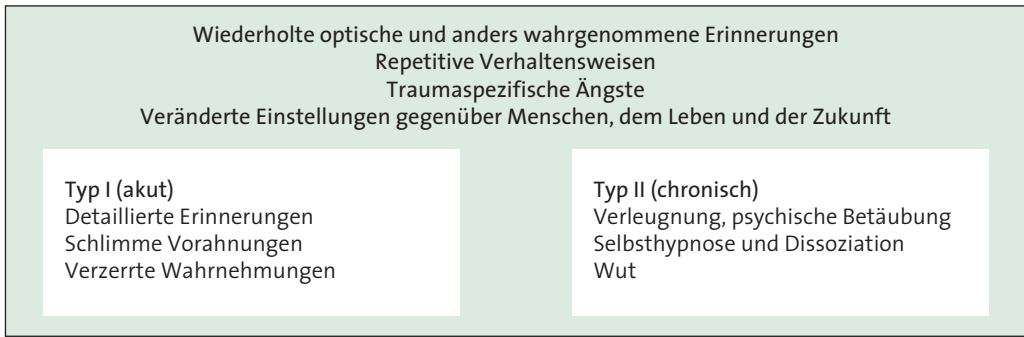 Wiederholte optische und anders wahrgenommene Erinnerungen
Repetitive Verhaltensweisen
Traumaspezifische Ängste
Veränderte Einstellungen gegenüber Menschen, dem Leben und der Zukunft
Typ I (akut)
Detaillierte Erinnerungen
Schlimme Vorahnungen
Verzerrte Wahrnehmungen
Typ II (chronisch)
Verleugnung, psychische Betäubung
Selbsthypnose und Dissoziation
Wut